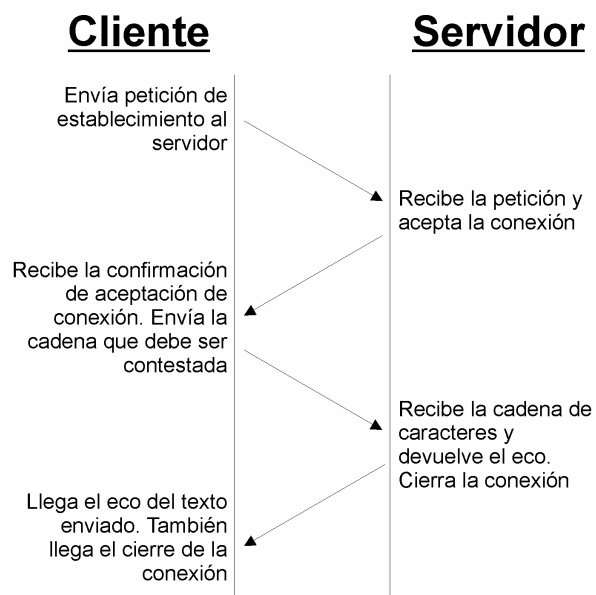 Cliente
Servidor
Envía petición de
establecimiento al
servidor
Recibe la petición y
acepta la conexión
Recibe la confirmación
de aceptación de
conexión. Envía la
cadena que debe ser
contestada
Recibe la cadena de
caracteres y
devuelve el eco.
Cierra la conexión
Llega el eco del texto
enviado. También
llega el cierre de la
conexión